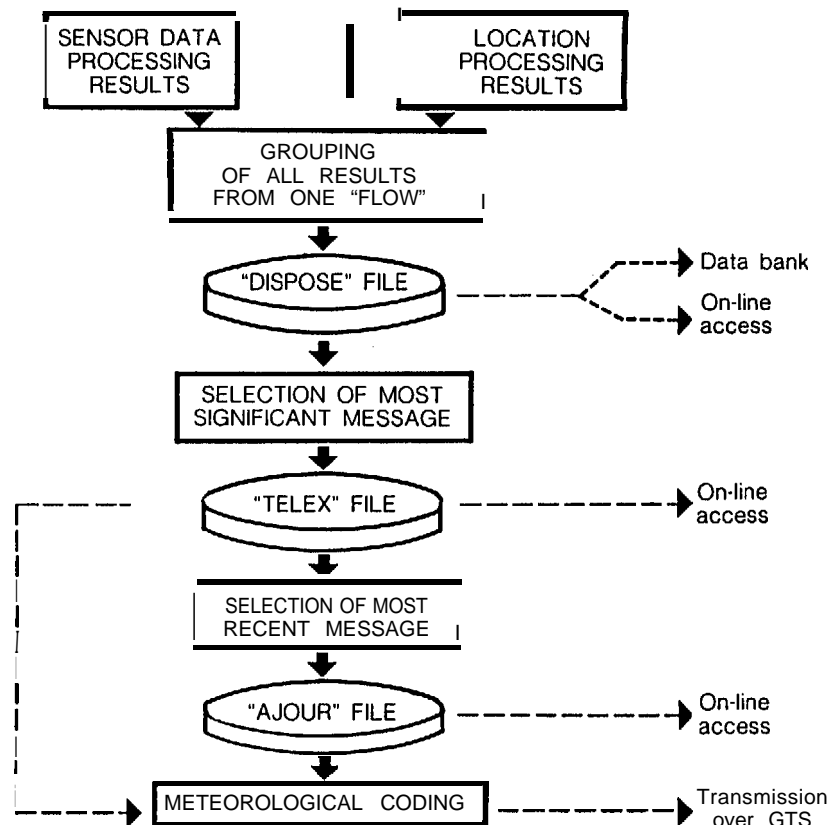 SENSOR DATA
PROCESSING
RESULTS
LOCATION
PROCESSING
RESULTS
GROUPING
OF ALL RESULTS
FROM ONE “FLOW”
“DISPOSE” FILE
Data bank
On-line
access
SELECTION OF MOST
SIGNIFICANT MESSAGE
“TELEX” FILE
On-line
access
SELECTION OF MOST
RECENT MESSAGE
“AJOUR” FILE
On-line
access
METEOROLOGICAL CODING
Transmission
over GTS